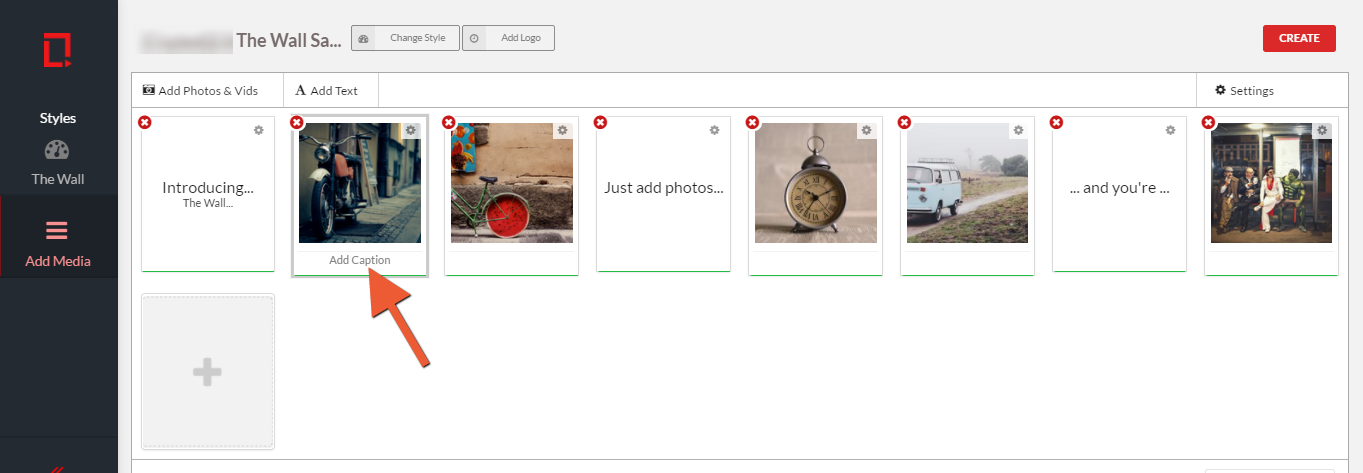 The Wall Sa...
Change Style
Add Logo
CREATE
Styles
The Wall
Add Media
Add Photos & Vids
A Add Text
Settings
Introducing...
The Wall...
Add Caption
Just add photos...
... and you're ...